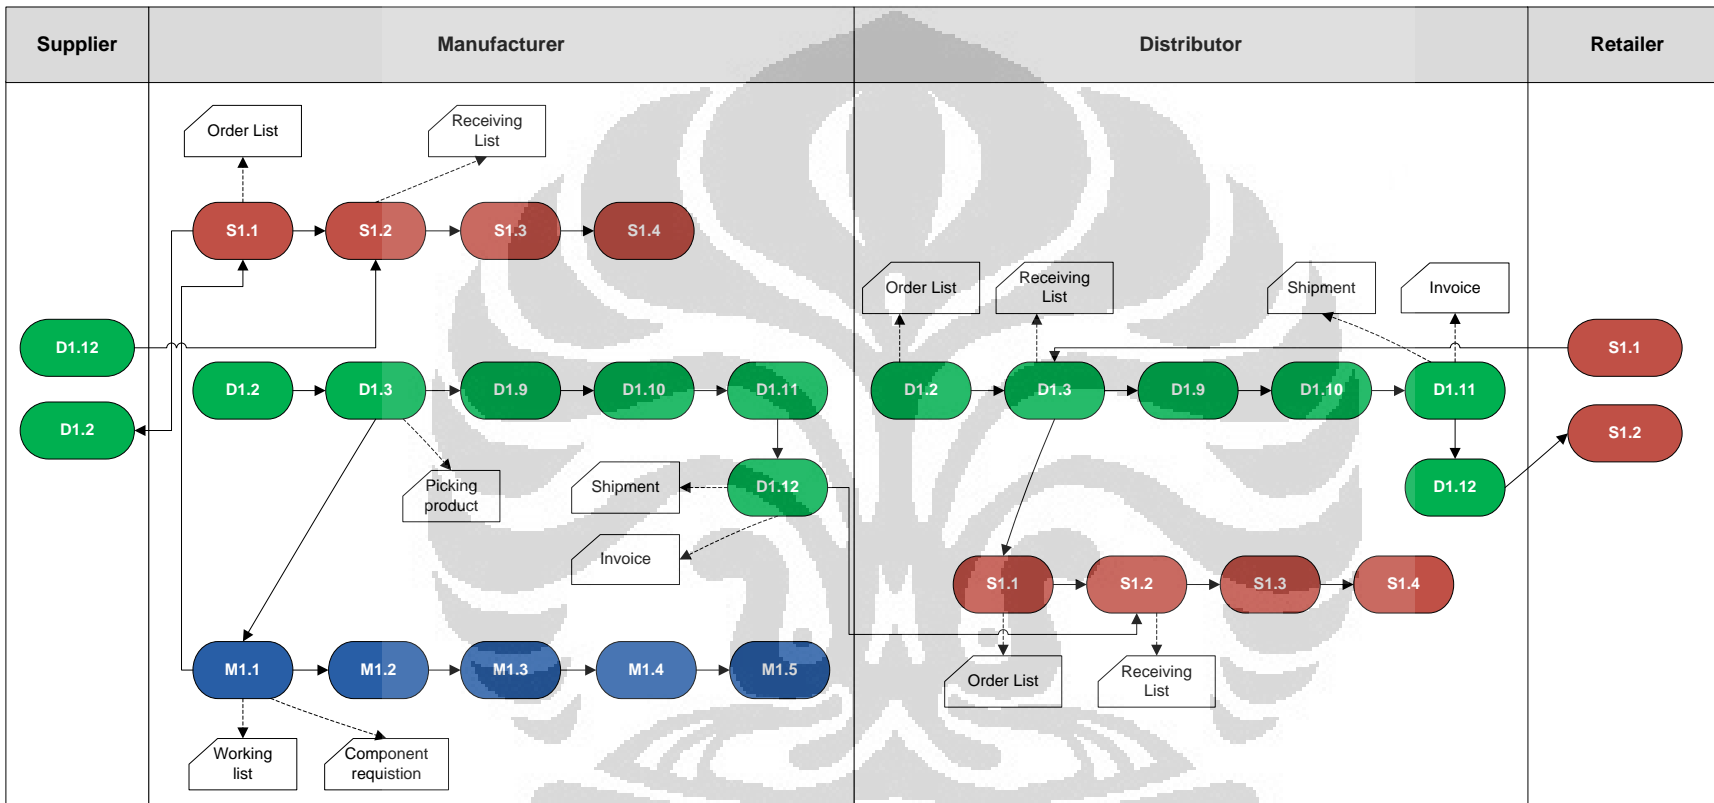 Supplier
Manufacturer
Distributor
Retailer
Order List
Receiving
List
S1.1
S1.2
S1.3
S1.4
Order List
Receiving
List
Shipment
Invoice
D1.12
D1.2
D1.2
D1.3
D1.9
D1.10
D1.11
D1.12
Picking
product
Shipment
Invoice
M1.1
M1.2
M1.3
M1.4
M1.5
Working
list
Component
requistion
D1.2
D1.3
D1.9
D1.10
D1.11
D1.12
S1.1
S1.2
S1.3
S1.4
Order List
Receiving
List
S1.1
S1.2